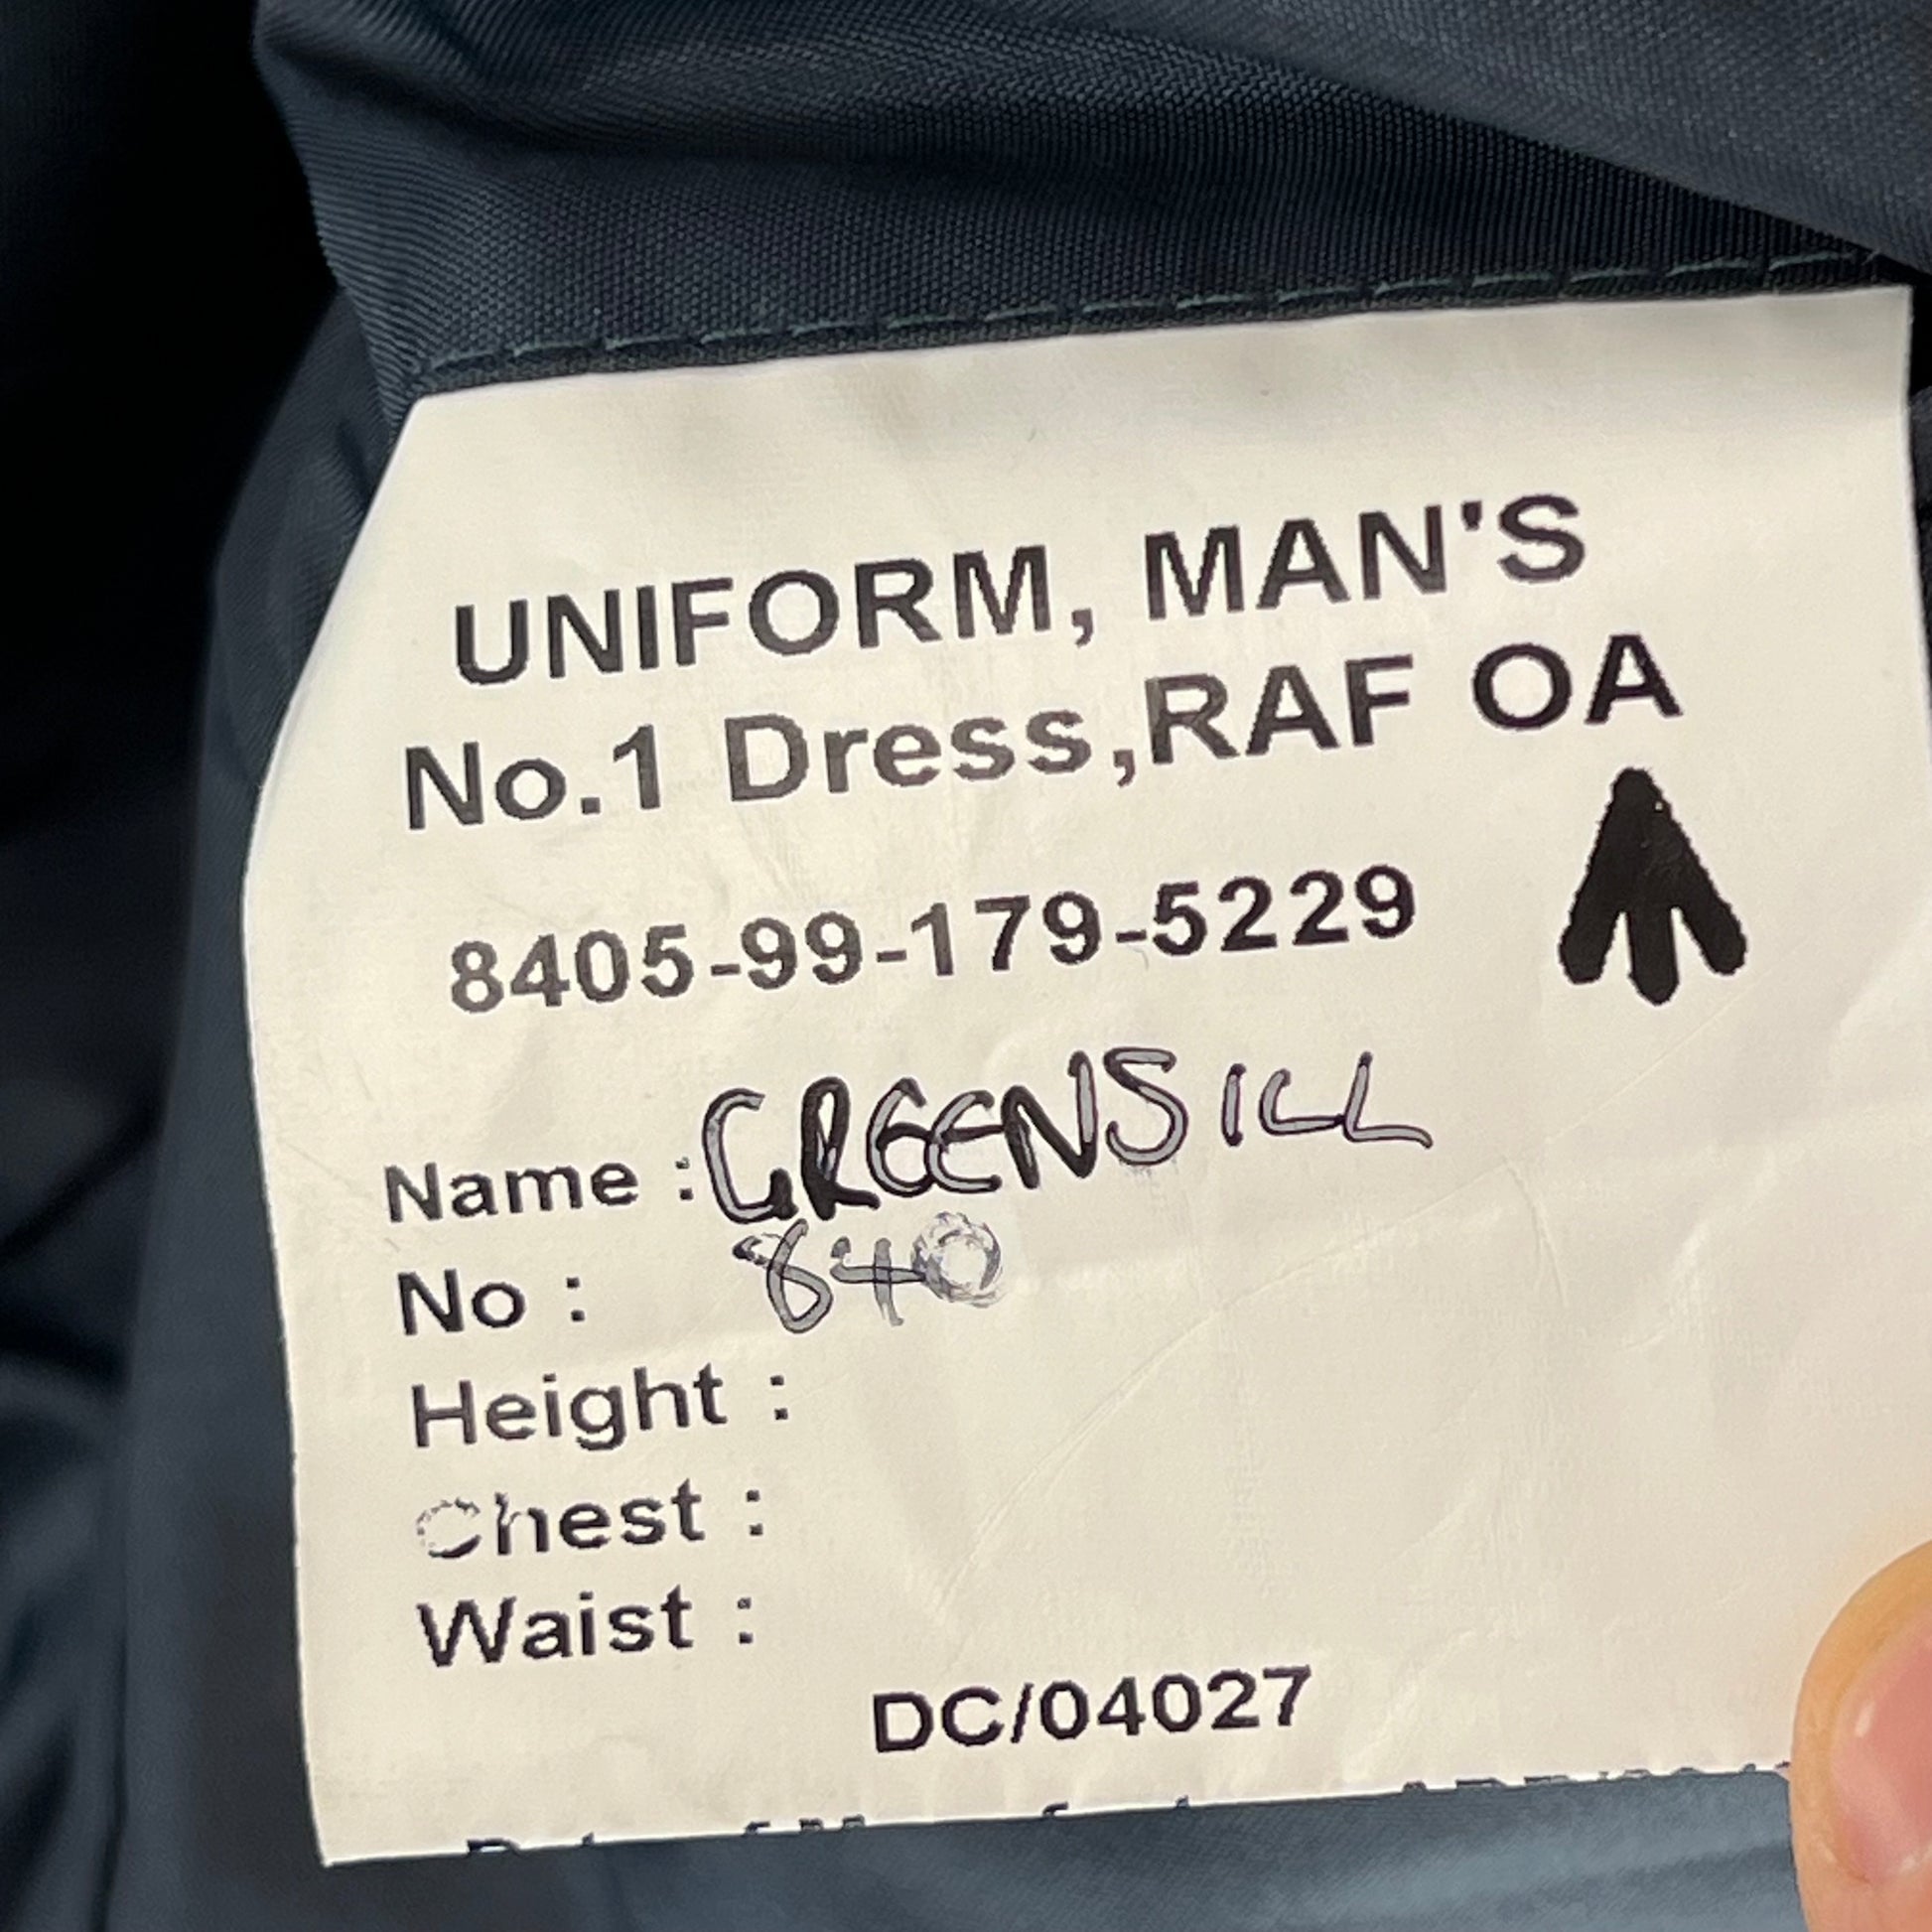 UNIFORM, MAN'S
No.1 Dress,RAF OA
8405-99-179-5229
Name : GREENSILL
No : 840
Height :
Chest :
Waist :
DC/04027